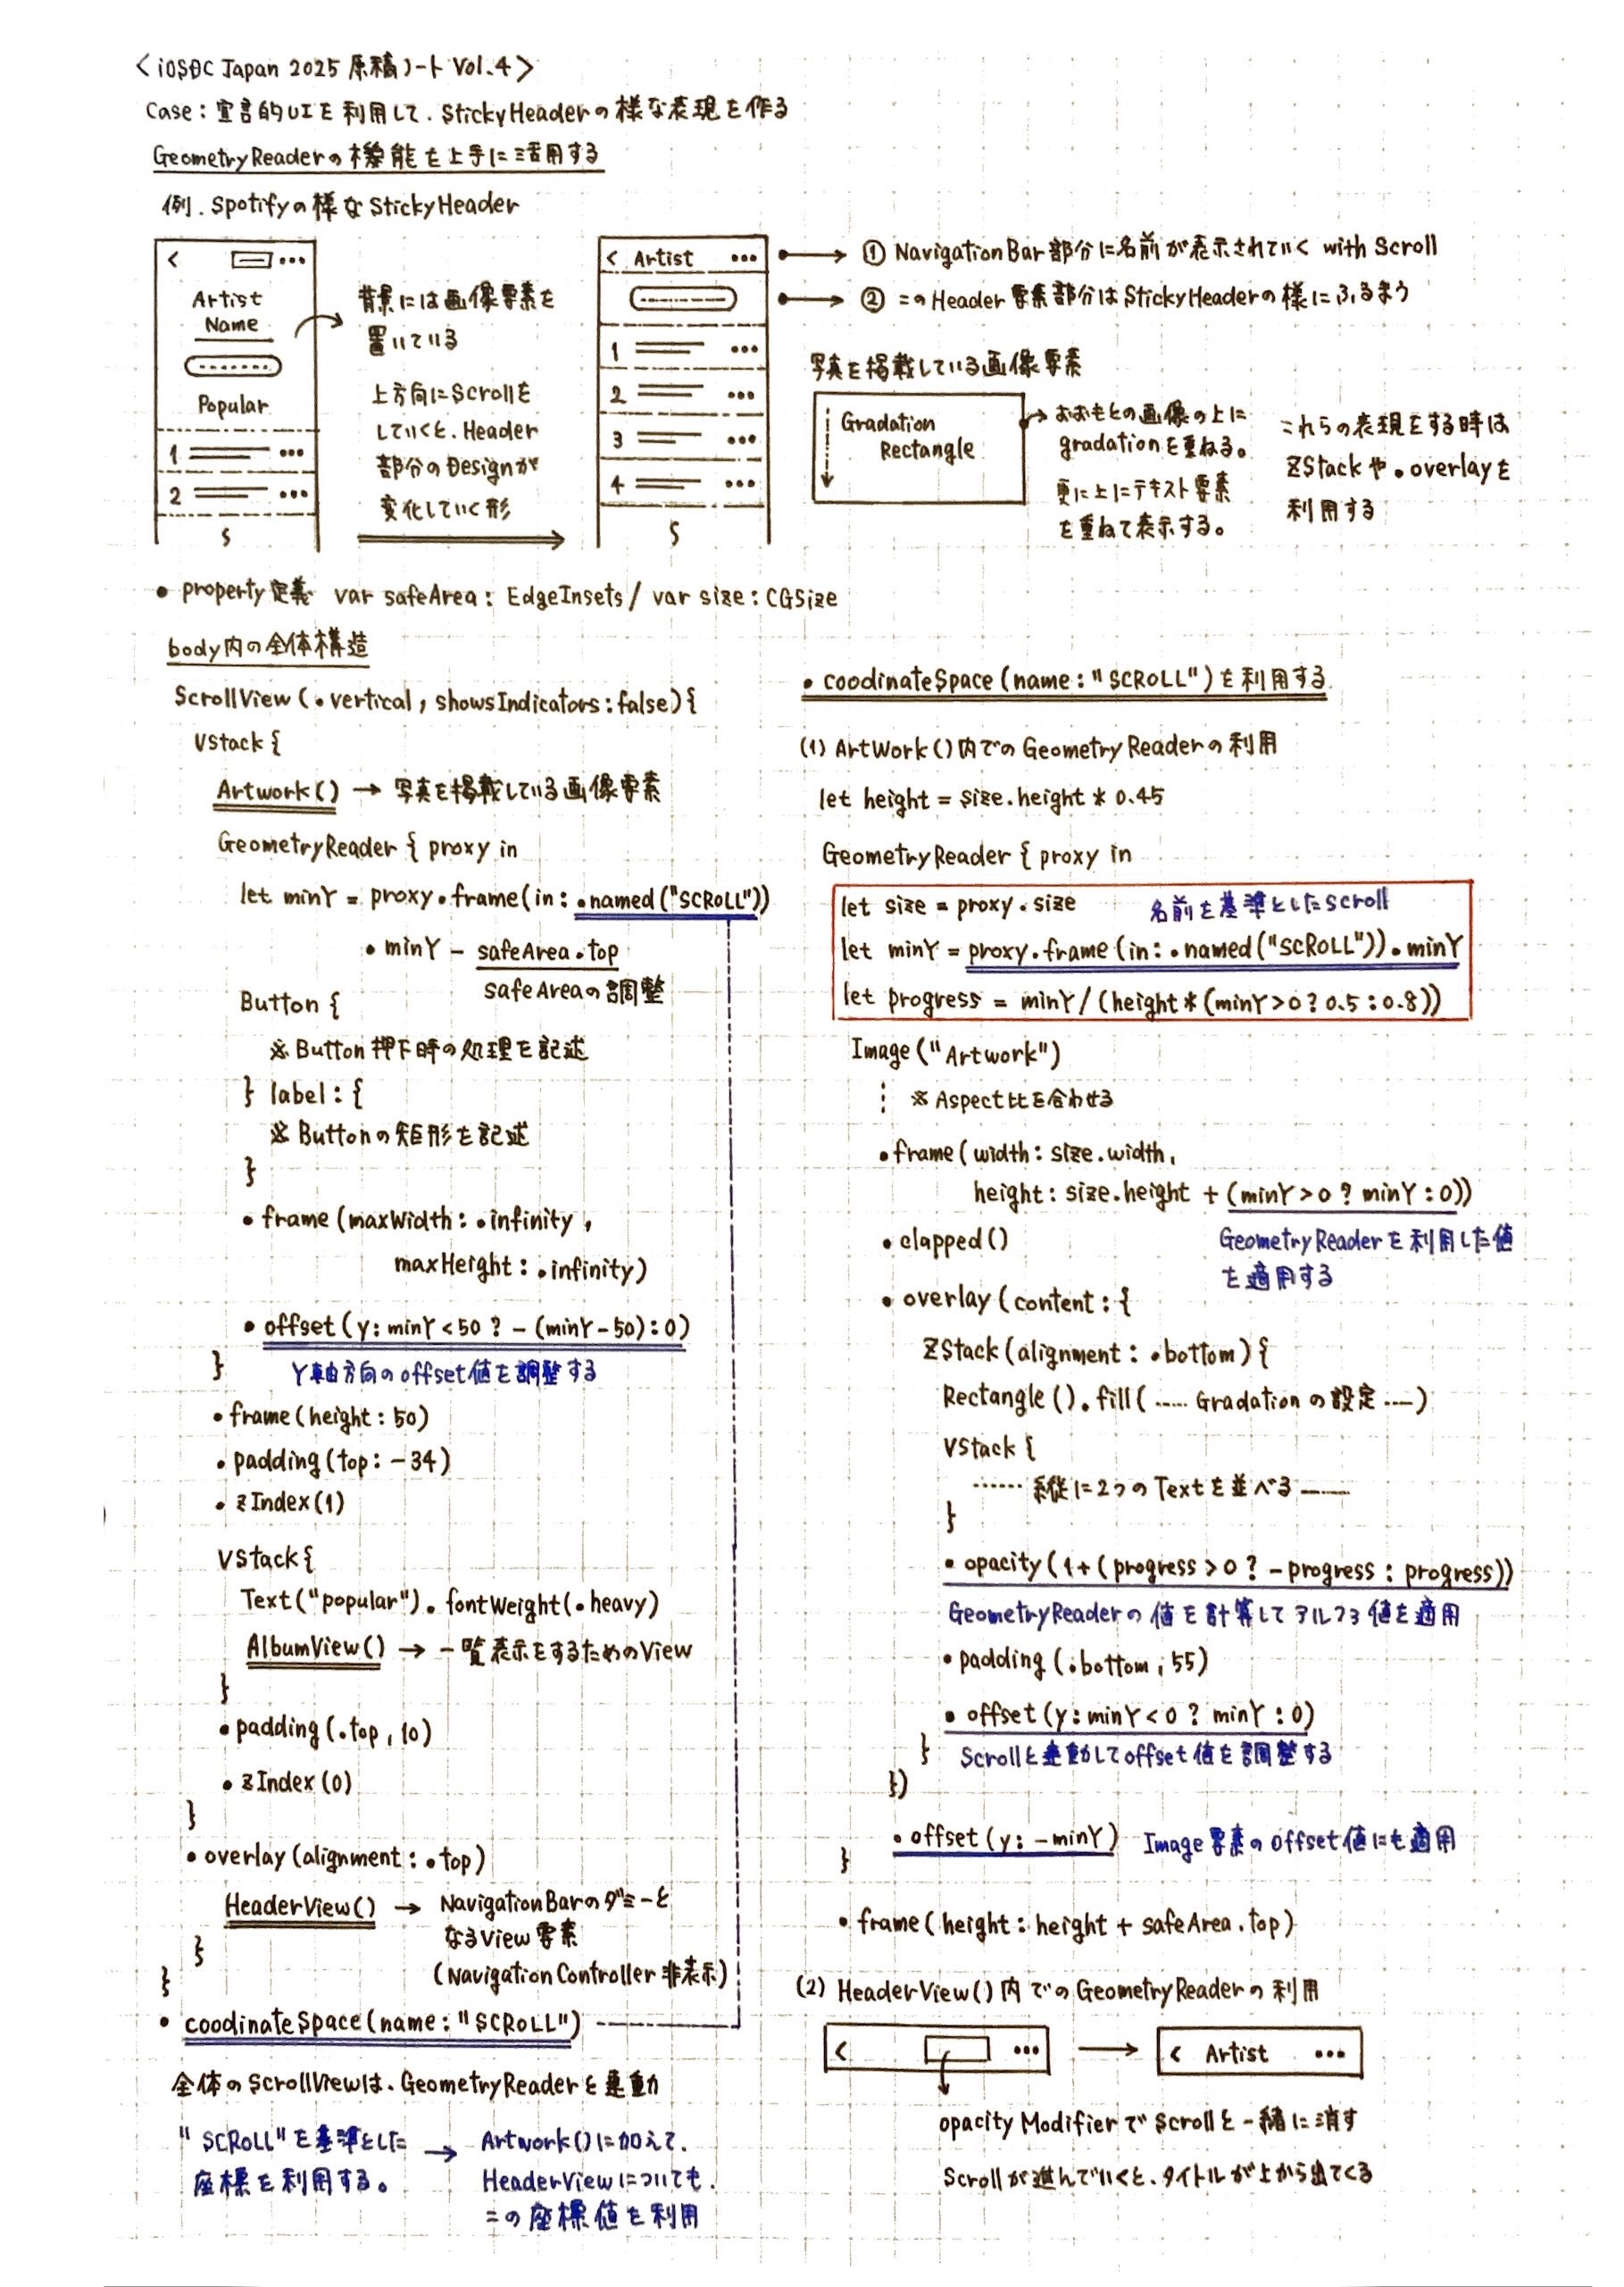 <iOSDC Japan 2025 原稿ノート Vol.4>
Case: 宣言的UIを利用して、StickyHeaderの様な表現を作る
GeometryReaderの機能を上手に活用する
例. Spotifyの様なStickyHeader
<
•••
Artist
Name
Popular
1 •••
2 •••
背景には画像要素を
置いている
上方向にScrollを
していくと、Header
部分のDesignが
変化していく形
< Artist •••
1 •••
2 •••
3 •••
4 •••
① NavigationBar部分に名前が表示されていく with Scroll
② このHeader要素部分はStickyHeaderの様にふるまう
写真を掲載している画像要素
Gradation
Rectangle
おおもとの画像の上に
gradationを重ねる。
更に上にテキスト要素
を重ねて表示する。
これらの表現をする時は
ZStackや.overlayを
利用する
• property定義 var safeArea: EdgeInsets / var size: CGSize
body内の全体構造
ScrollView(.vertical, showsIndicators: false) {
VStack {
Artwork() → 写真を掲載している画像要素
GeometryReader { proxy in
let minY = proxy.frame(in: .named("SCROLL"))
.minY - safeArea.top
safeAreaの調整
Button {
※ Button押下時の処理を記述
} label: {
※ Buttonの矩形を記述
}
.frame(maxWidth: .infinity,
maxHeight: .infinity)
.offset(y: minY < 50 ? -(minY - 50) : 0)
} Y軸方向のoffset値を調整する
.frame(height: 50)
.padding(top: -34)
.zIndex(1)
VStack {
Text("popular").fontWeight(.heavy)
AlbumView() → 一覧表示をするためのView
}
.padding(.top, 10)
.zIndex(0)
}
.overlay(alignment: .top)
HeaderView() → NavigationBarのダミーと
なるView要素
(NavigationController非表示)
}
}
.coodinateSpace(name: "SCROLL")
全体のScrollViewは、GeometryReaderと連動
"SCROLL"を基準とした
座標を利用する。
→ Artwork()に加えて、
HeaderViewについても、
この座標値を利用
• coodinateSpace(name: "SCROLL")を利用する
(1) ArtWork()内でのGeometryReaderの利用
let height = size.height * 0.45
GeometryReader { proxy in
let size = proxy.size 名前を基準としたscroll
let minY = proxy.frame(in: .named("SCROLL")).minY
let progress = minY / (height * (minY > 0 ? 0.5 : 0.8))
Image("Artwork")
※ Aspect比を合わせる
.frame(width: size.width,
height: size.height + (minY > 0 ? minY : 0))
.clapped() GeometryReaderを利用した値
を適用する
.overlay(content: {
ZStack(alignment: .bottom) {
Rectangle().fill( ...... Gradationの設定 ...... )
VStack {
...... 縦に2つのTextを並べる ......
}
.opacity(1 + (progress > 0 ? -progress : progress))
GeometryReaderの値を計算してアルファ値を適用
.padding(.bottom, 55)
.offset(y: minY < 0 ? minY : 0)
} Scrollと連動してoffset値を調整する
})
.offset(y: -minY) Image要素のoffset値にも適用
}
.frame(height: height + safeArea.top)
(2) HeaderView()内でのGeometryReaderの利用
< ••• → < Artist •••
opacity ModifierでScrollと一緒に消す
Scrollが進んでいくと、タイトルが上から出てくる